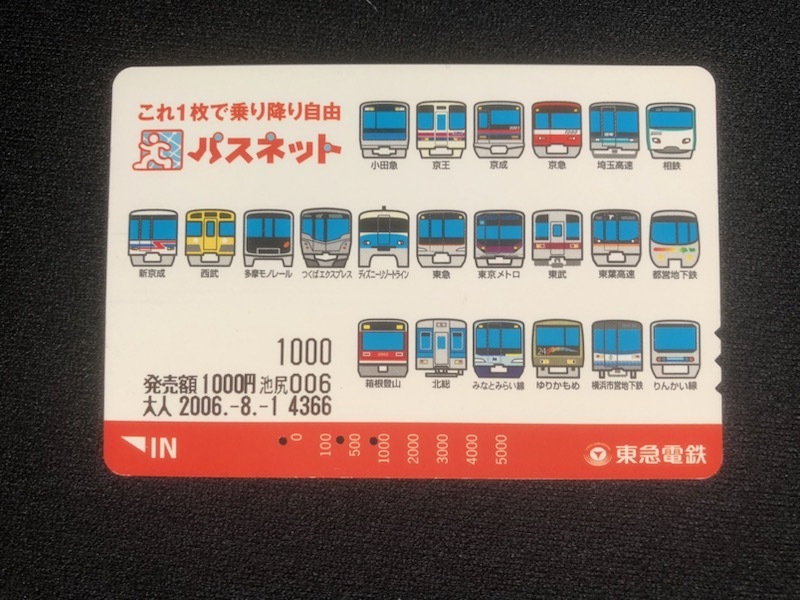 これ1枚で乗り降り自由
パスネット
小田急 京王 京成 京急 埼玉高速 相鉄
新京成 西武 多摩モノレール つくばエクスプレス ディズニーリゾートライン 東急 東京メトロ 東武 東葉高速 都営地下鉄
箱根登山 北総 みなとみらい線 ゆりかもめ 横浜市営地下鉄 りんかい線
1000
発売額 1000円 池尻006
大人 2006.-8.-1 4366
IN
0 100 500 1000 2000 3000 4000 5000
東急電鉄